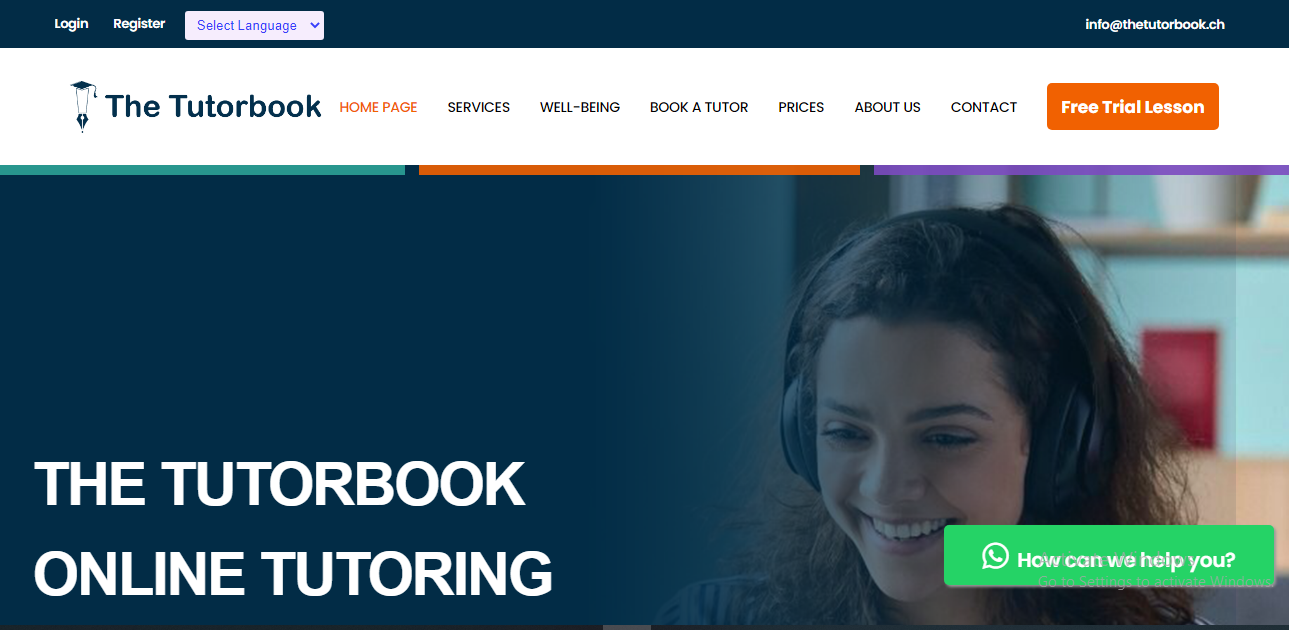 Login Register Select Language info@thetutorbook.ch
The Tutorbook HOME PAGE SERVICES WELL-BEING BOOK A TUTOR PRICES ABOUT US CONTACT Free Trial Lesson
THE TUTORBOOK
ONLINE TUTORING
How can we help you?
Activate Windows
Go to Settings to activate Windows.